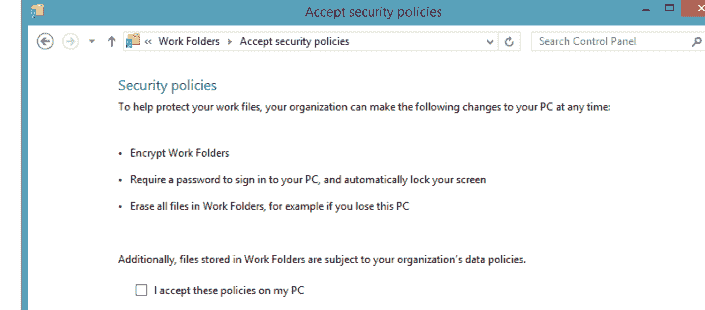 Accept security policies
« Work Folders Accept security policies
Search Control Panel
Security policies
To help protect your work files, your organization can make the following changes to your PC at any time:
• Encrypt Work Folders
• Require a password to sign in to your PC, and automatically lock your screen
• Erase all files in Work Folders, for example if you lose this PC
Additionally, files stored in Work Folders are subject to your organization's data policies.
I accept these policies on my PC